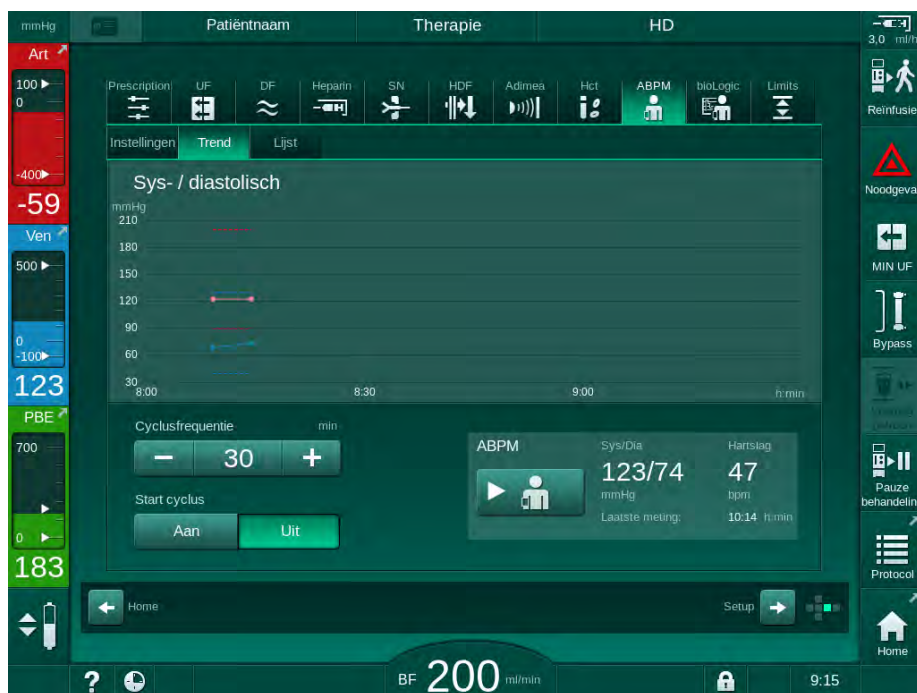 mmHg
Patiëntnaam
Therapie
HD
3,0 ml/h
Art
100
0
-400
-59
Ven
500
0
-100
123
PBE
700
0
183
Prescription
UF
DF
Heparin
SN
HDF
Adimea
Hct
ABPM
bioLogic
Limits
Instellingen
Trend
Lijst
Sys- / diastolisch
mmHg
210
180
150
120
90
60
30
8:00
8:30
9:00
h:min
Cyclusfrequentie
min
30
Start cyclus
Aan
Uit
ABPM
Sys/Dia
Hartslag
123/74
47
mmHg
bpm
Laatste meting:
10:14 h:min
Home
Setup
Reïnfusie
Noodgeva
MIN UF
Bypass
Pauze
behandelin
Protocol
Home
?
BF 200 ml/min
9:15